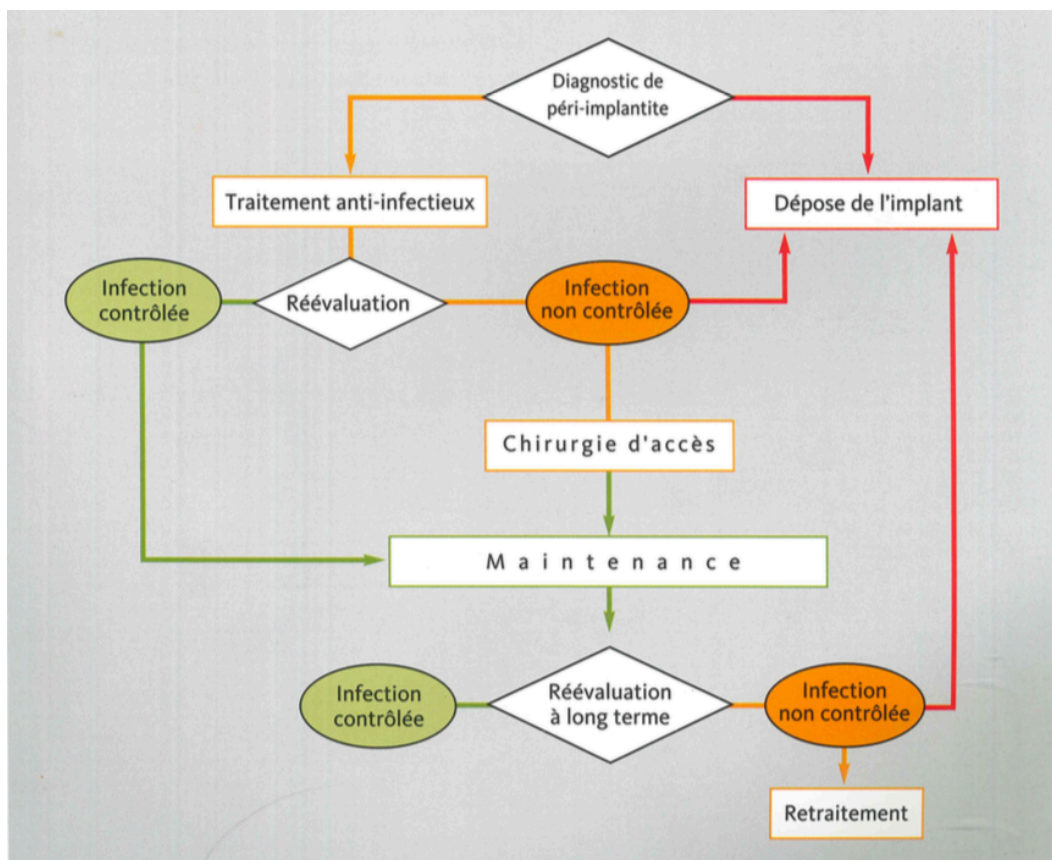 Diagnostic de
péri-implantite
Traitement anti-infectieux
Dépose de l'implant
Infection
contrôlée
Réévaluation
Infection
non contrôlée
Chirurgie d'accès
Maintenance
Infection
contrôlée
Réévaluation
à long terme
Infection
non contrôlée
Retraitement